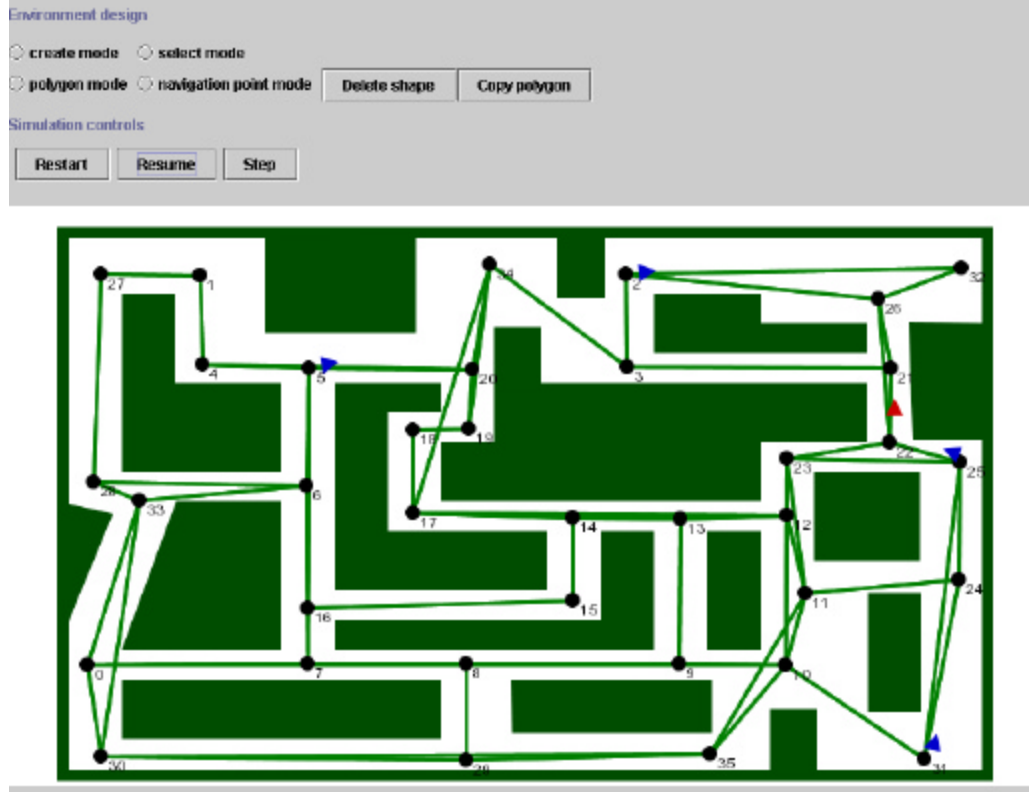 Environment design
create mode select mode
polygon mode navigation point mode Delete shape Copy polygon
Simulation controls
Restart Resume Step
27 1 34 2 32
26
4 5 20 3 21
18 19 22
28 6 23 25
33 17 14 13 12
24
16 15 11
0 7 8 9 10
30 29 35 31